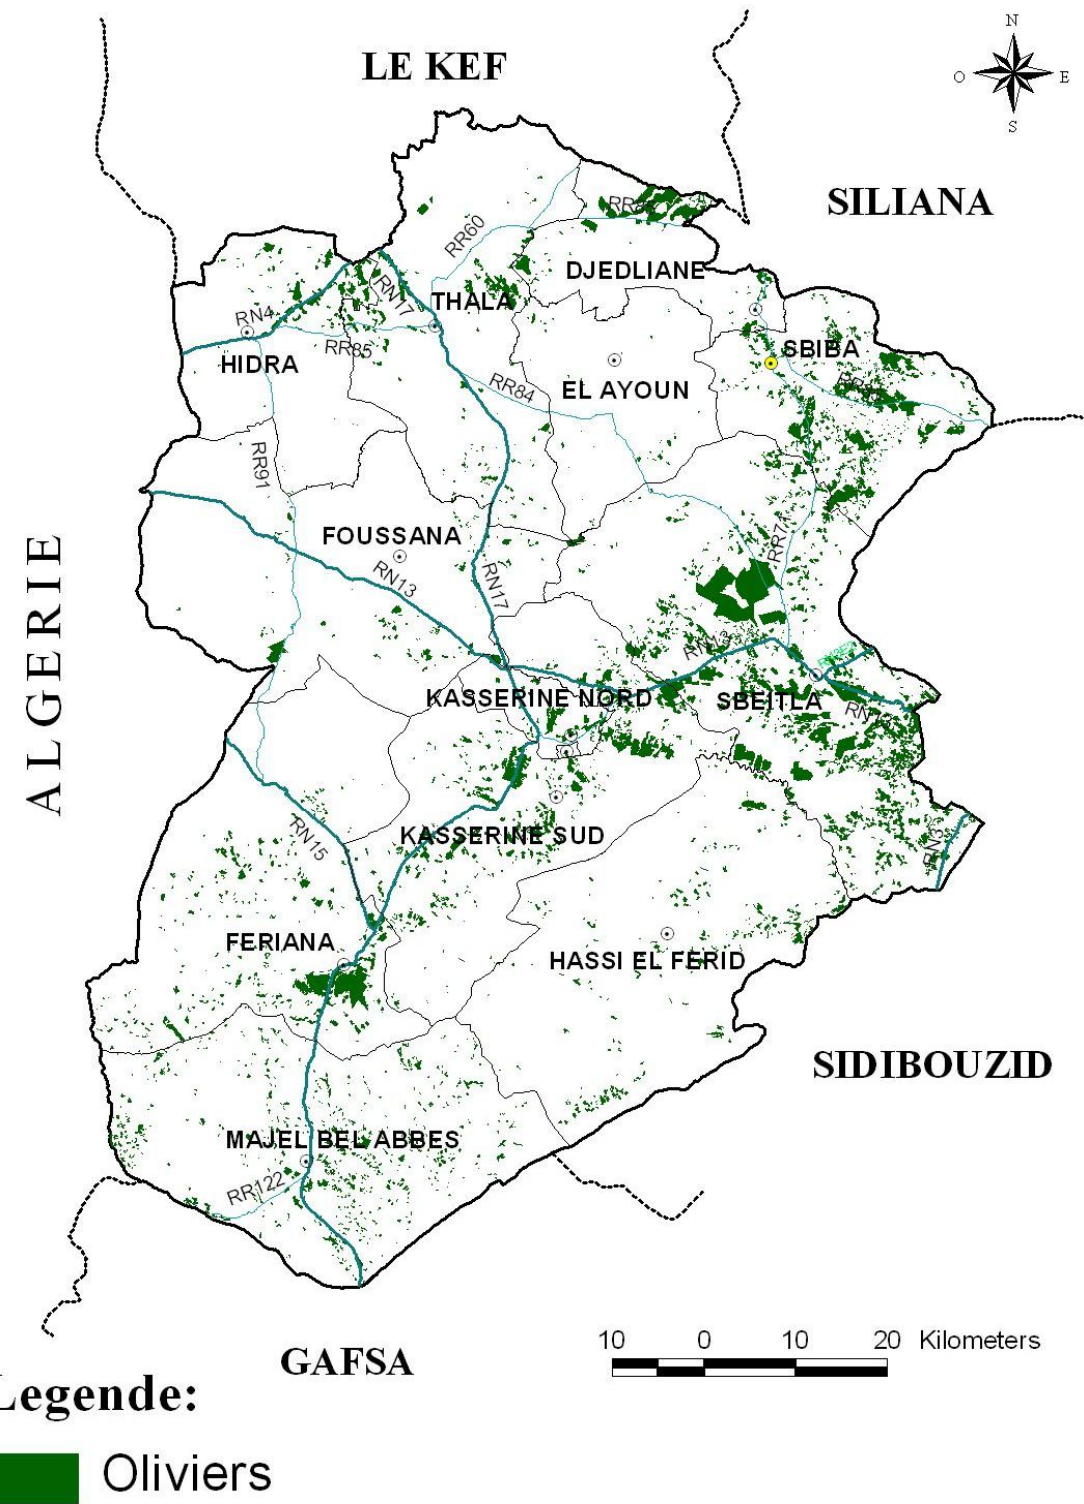 N
LE KEF
O
E
S
SILIANA
RR60
DJEDLIANE
RN17
THALA
RN4
SBIBA
RR85
HIDRA
RR84
EL AYOUN
RR91
ALGERIE
FOUSSANA
RN13
RN17
RR71
KASSERINE NORD
SBEITLA
RN15
KASSERINE SUD
RN3
FERIANA
HASSI EL FERID
SIDIBOUZID
MAJEL BEL ABBES
RR122
10 0 10 20 Kilometers
GAFSA
Legende:
Oliviers